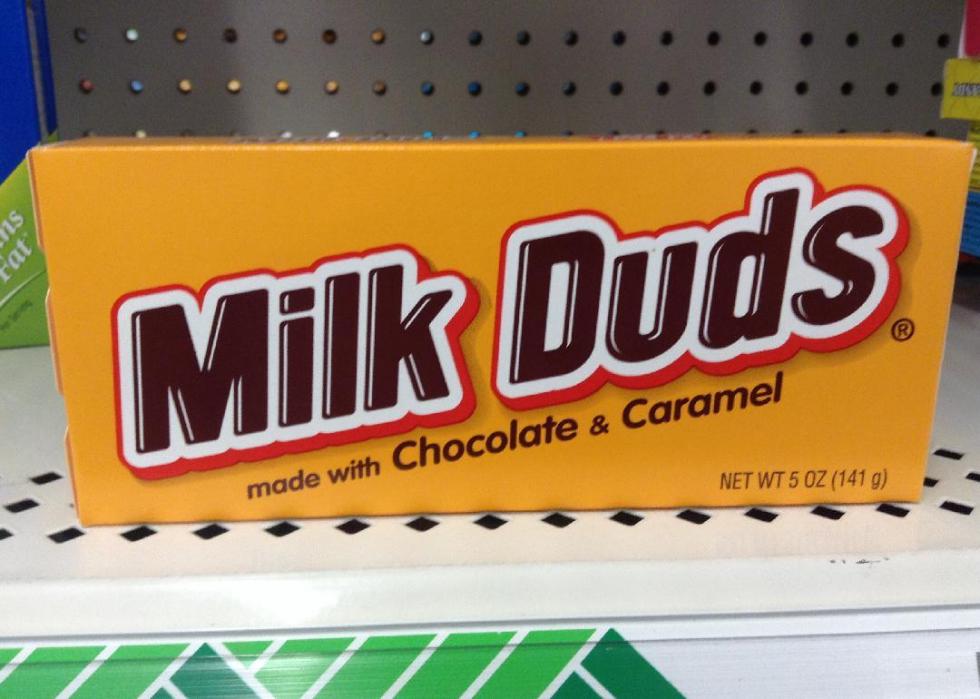 Milk Duds®
made with Chocolate & Caramel
NET WT 5 OZ (141 g)